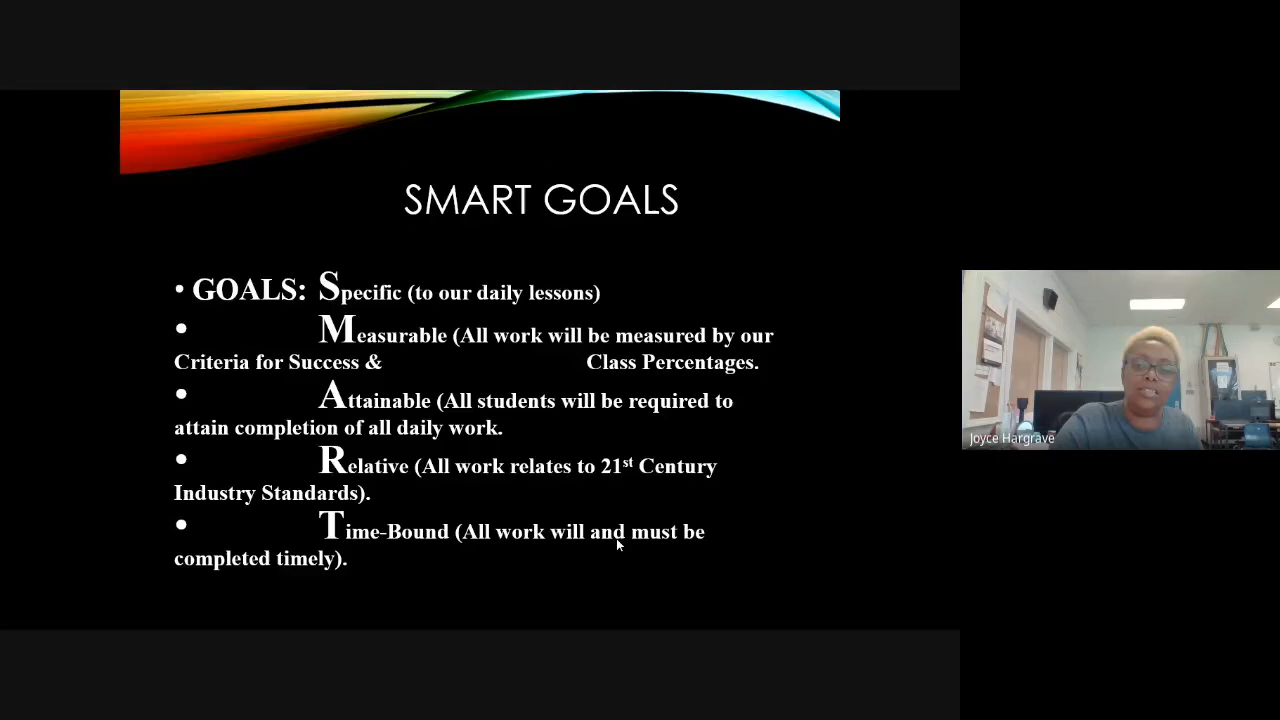 SMART GOALS
• GOALS: Specific (to our daily lessons)
• Measurable (All work will be measured by our
Criteria for Success & Class Percentages.
• Attainable (All students will be required to
attain completion of all daily work.
• Relative (All work relates to 21st Century
Industry Standards).
• Time-Bound (All work will and must be
completed timely).
Joyce Hargrave